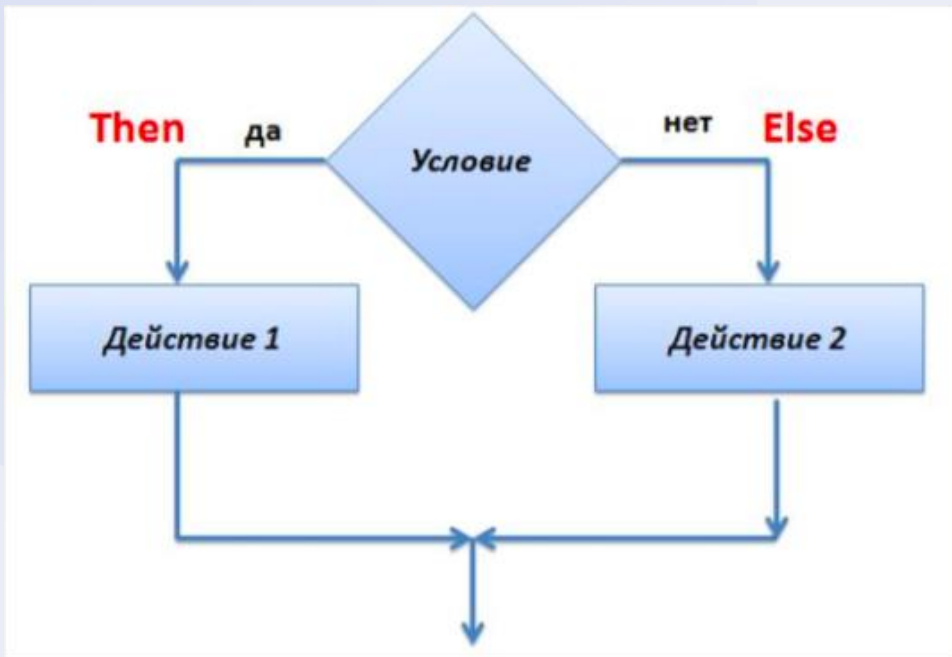 Then да
нет Else
Условие
Действие 1
Действие 2